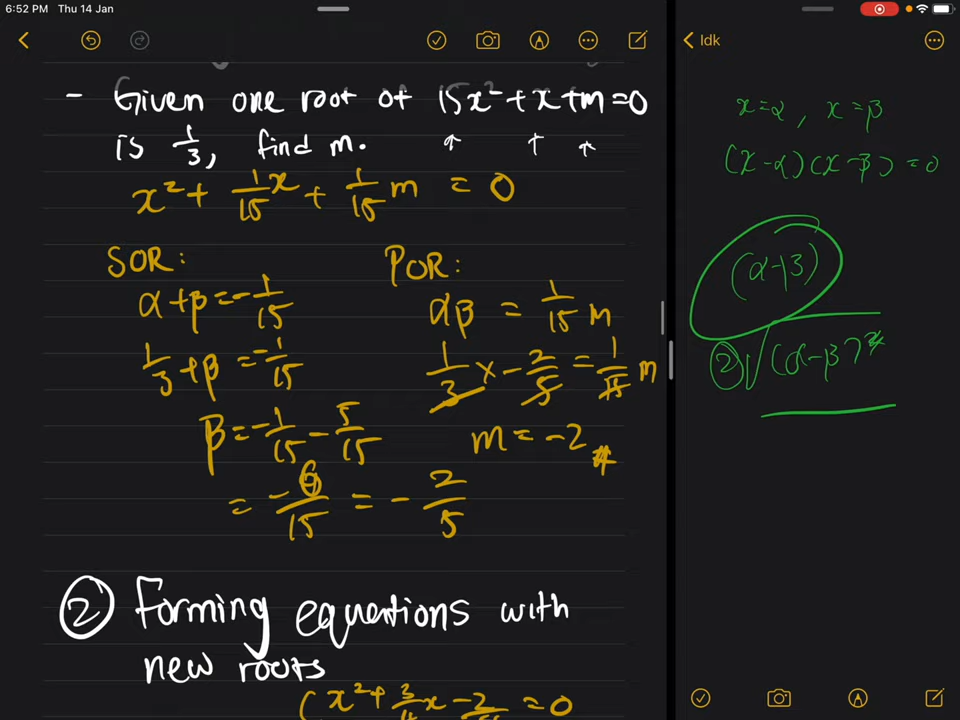 6:52 PM Thu 14 Jan
Idk
- Given one root of 15x² + x + m = 0
is 1/3, find m.
x² + 1/15 x + 1/15 m = 0
SOR:
α + β = -1/15
1/3 + β = -1/15
β = -1/15 - 5/15
= -6/15 = -2/5
POR:
αβ = 1/15 m
1/3 × -2/5 = 1/15 m
m = -2
② Forming equations with
new roots
x = α, x = β
(x-α)(x-β) = 0
(α-β)
② √(α-β)²